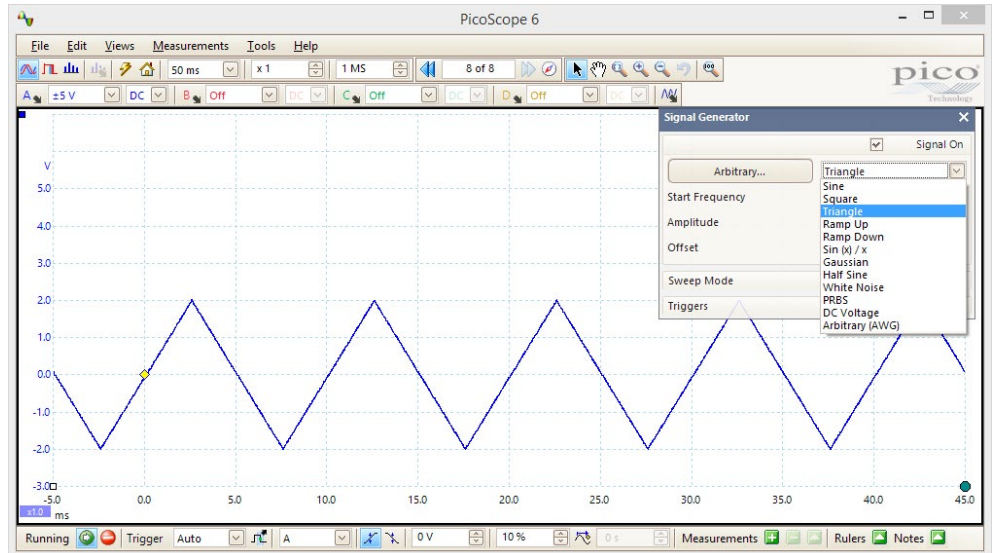 PicoScope 6
File Edit Views Measurements Tools Help
50 ms x 1 1 MS 8 of 8
pico
Technology
A ±5 V DC B Off DC C Off DC D Off DC
Signal Generator
Signal On
Arbitrary... Triangle
Sine
Start Frequency Square
Triangle
Amplitude Ramp Up
Ramp Down
Offset Sin (x) / x
Gaussian
Sweep Mode Half Sine
White Noise
Triggers PRBS
DC Voltage
Arbitrary (AWG)
V
5.0
4.0
3.0
2.0
1.0
0.0
-1.0
-2.0
-3.0
-5.0 0.0 5.0 10.0 15.0 20.0 25.0 30.0 35.0 40.0 45.0
x1.0 ms
Running Trigger Auto A 0 V 10 % 0 s Measurements Rulers Notes